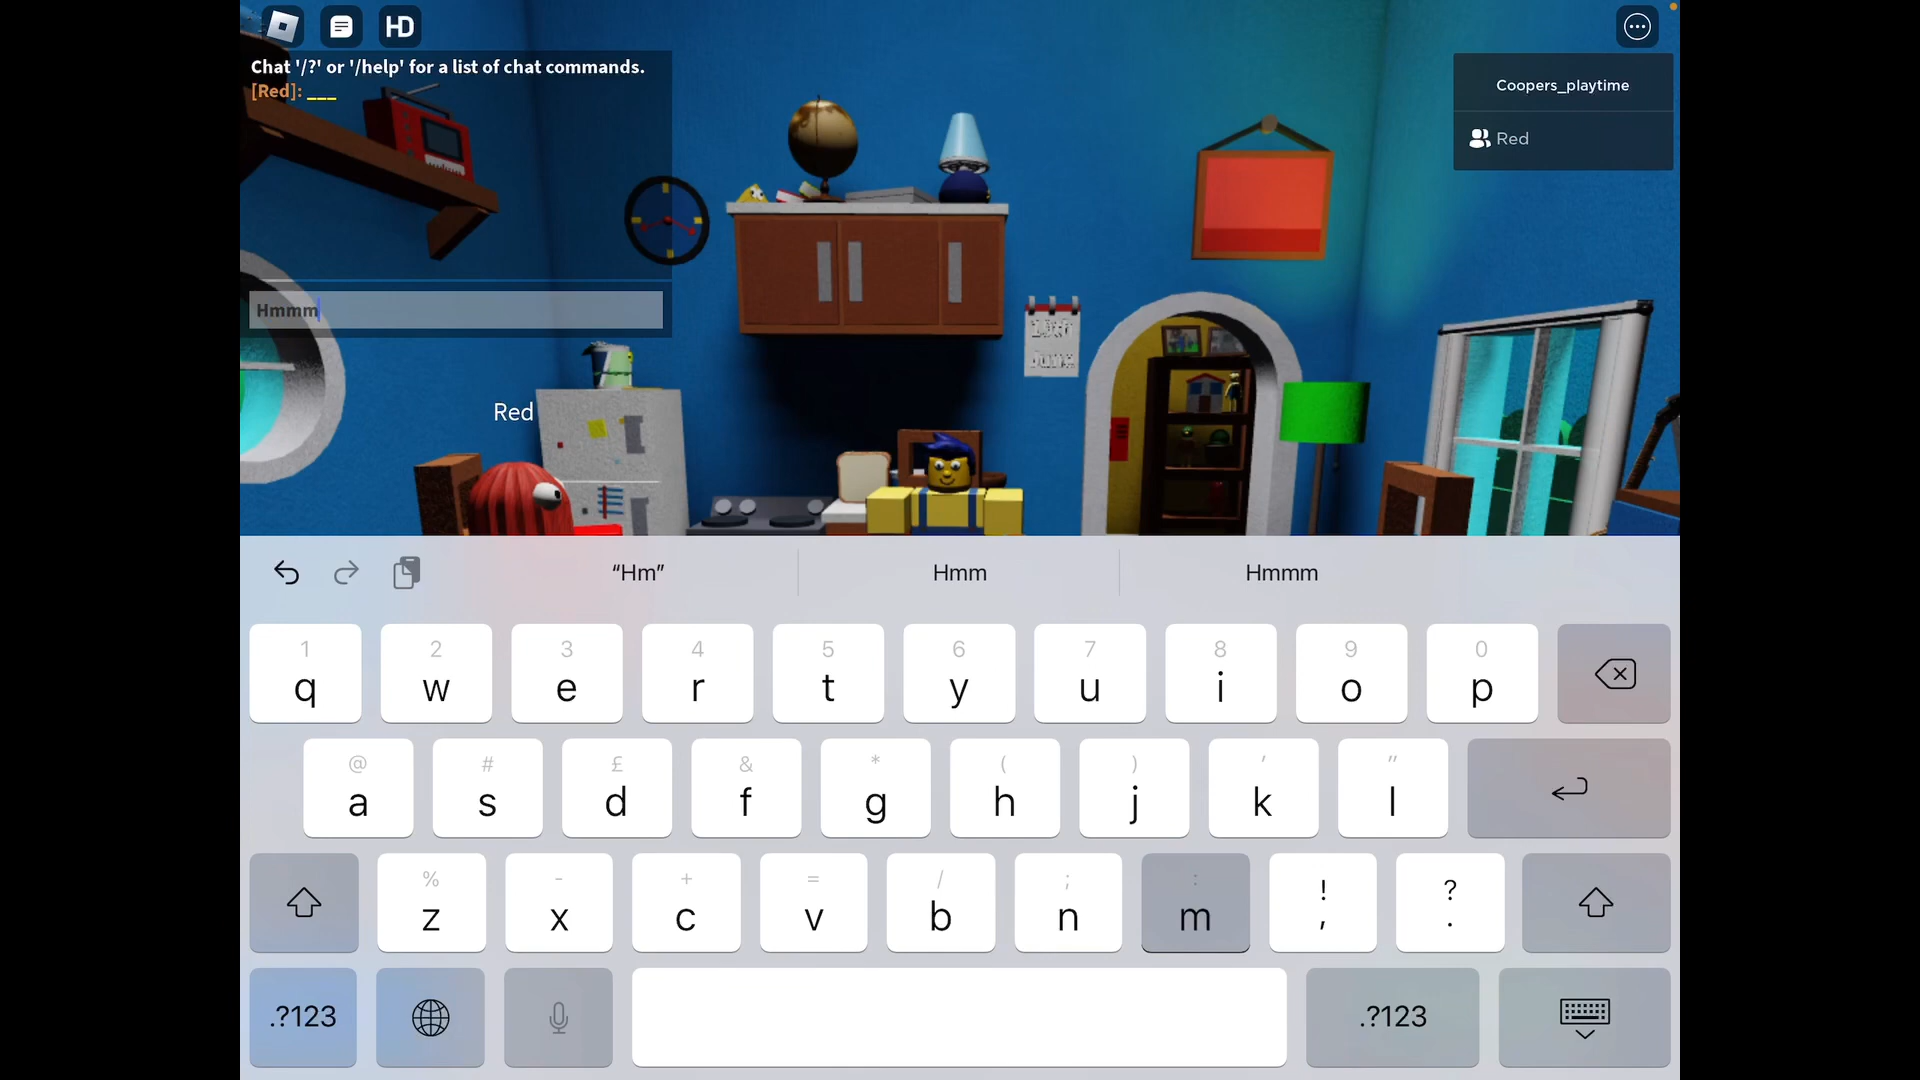 HD
Chat '/?' or '/help' for a list of chat commands.
[Red]: ___
Coopers_playtime
Red
Hmmm
Red
“Hm”
Hmm
Hmmm
1 2 3 4 5 6 7 8 9 0
q w e r t y u i o p
@ # £ & * ( ) ' "
a s d f g h j k l
% - + = / ; : ! ?
z x c v b n m , .
.?123
.?123